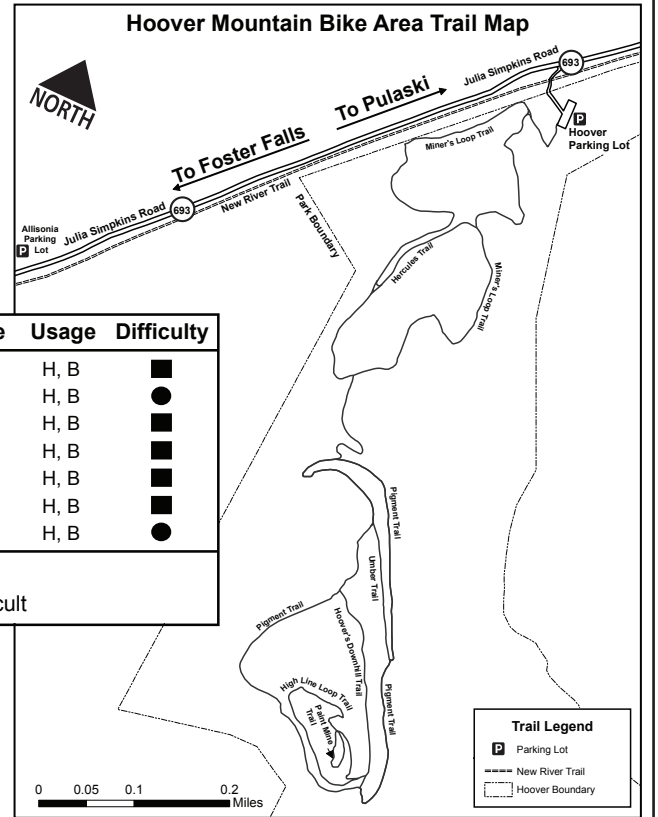 Hoover Mountain Bike Area Trail Map
NORTH
Julia Simpkins Road
693
To Pulaski
To Foster Falls
P
Hoover
Parking Lot
Miner's Loop Trail
New River Trail
693
Julia Simpkins Road
Allisonia
Parking
Lot
P
Park Boundary
Hercules Trail
Miner's Loop Trail
Usage Difficulty
H, B
H, B
H, B
H, B
H, B
H, B
H, B
Pigment Trail
Umber Trail
Pigment Trail
Hoover's Downhill Trail
High Line Loop Trail
Paint Mine
Trail
Pigment Trail
Trail Legend
P Parking Lot
New River Trail
Hoover Boundary
0 0.05 0.1 0.2
Miles